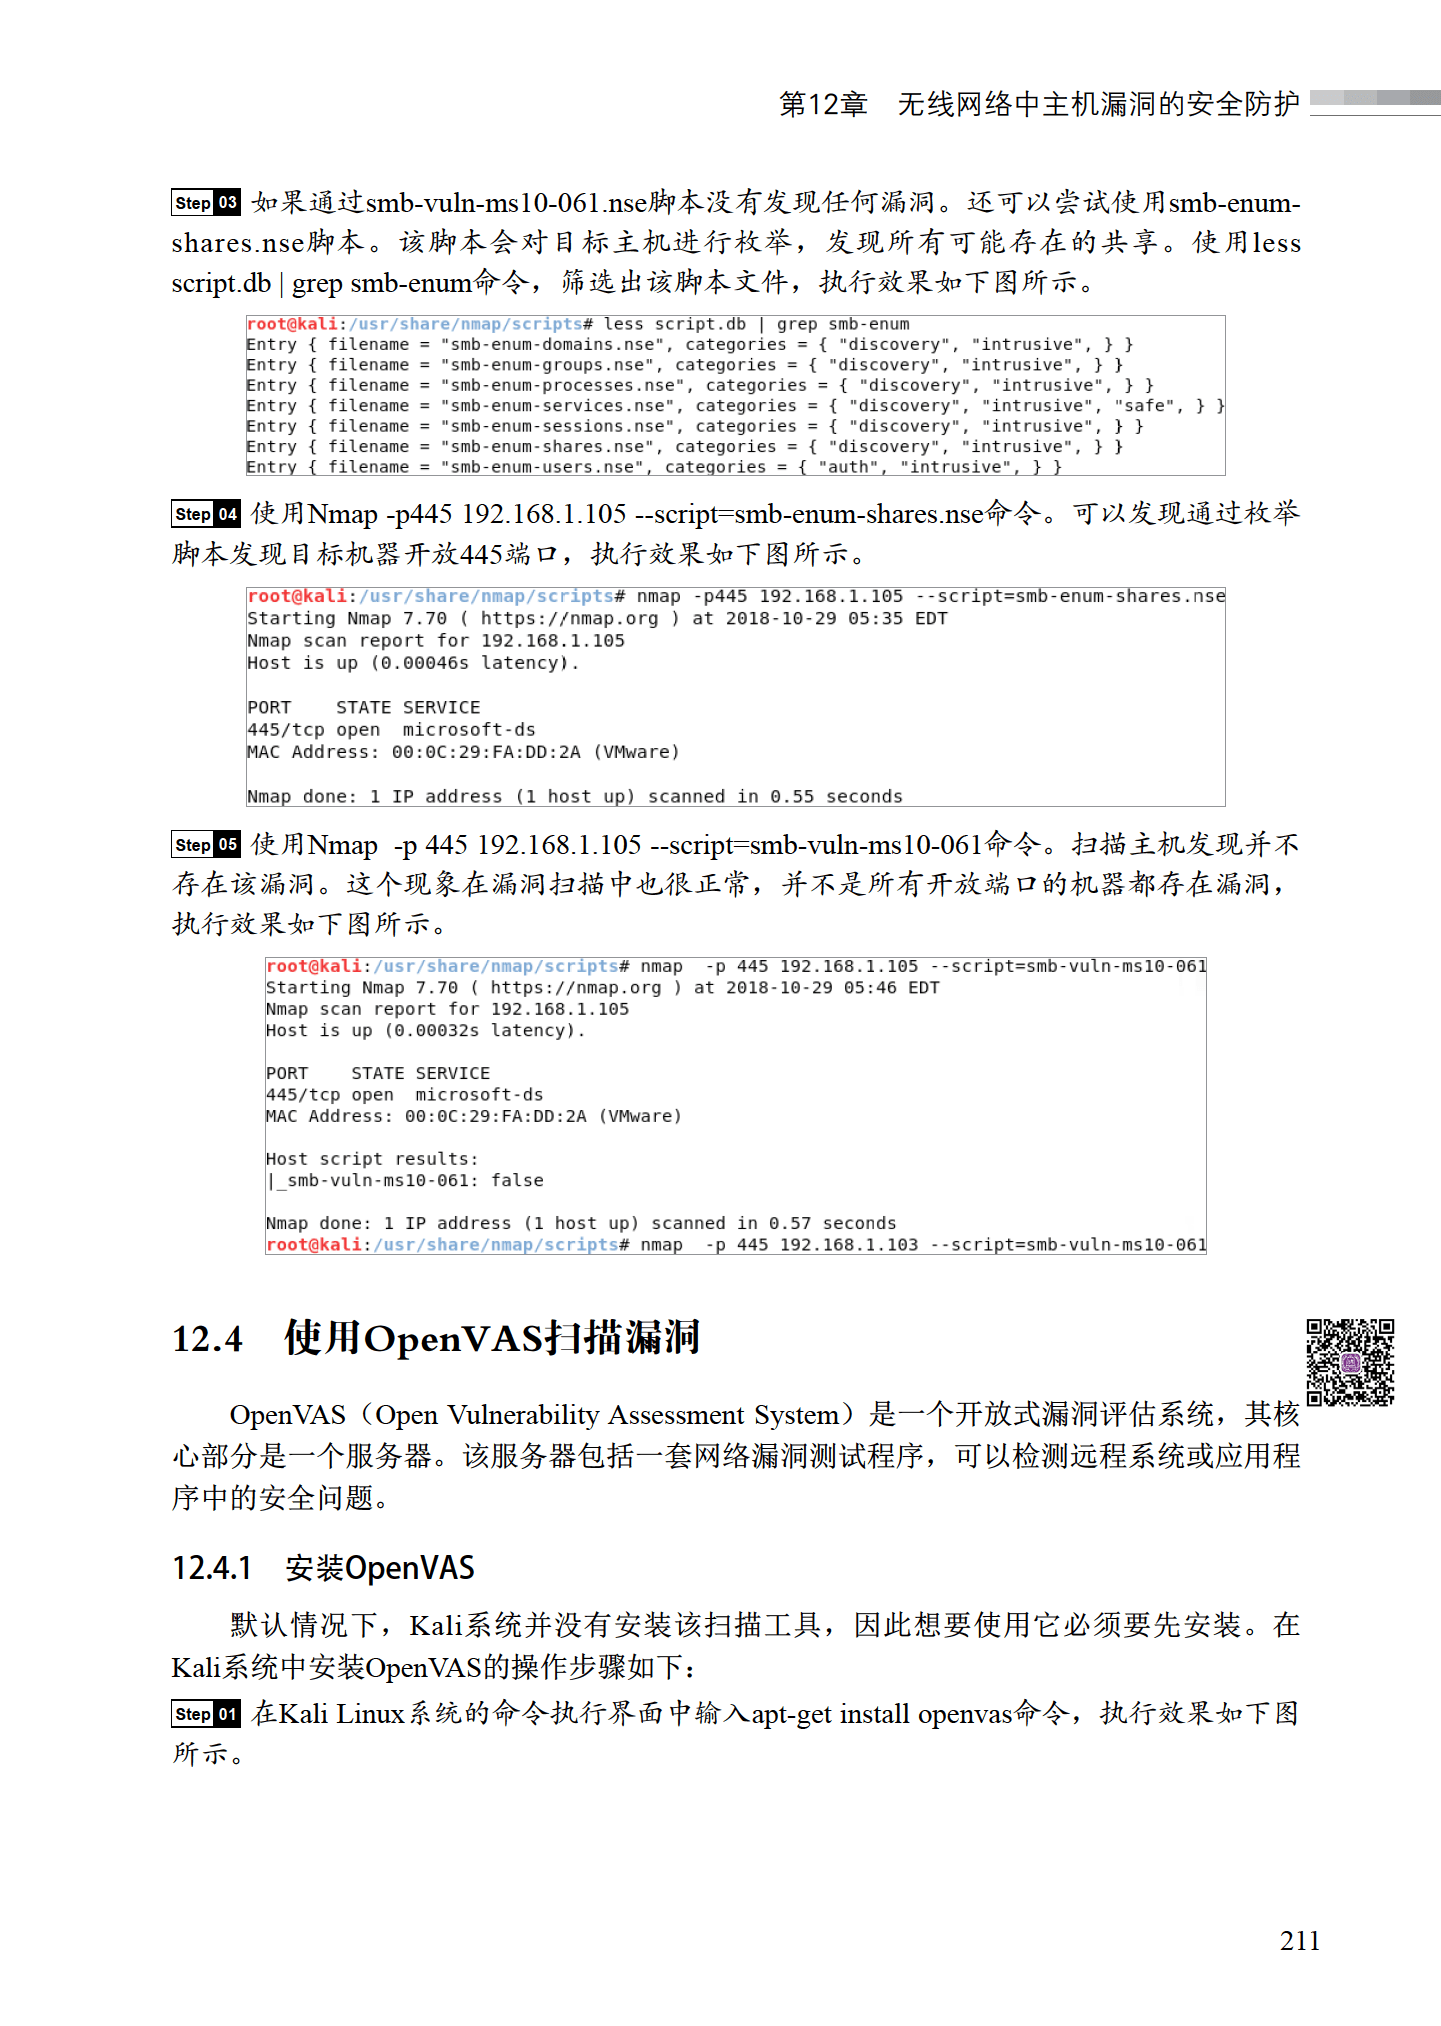 第12章 无线网络中主机漏洞的安全防护
Step 03 如果通过smb-vuln-ms10-061.nse脚本没有发现任何漏洞。还可以尝试使用smb-enum-
shares.nse脚本。该脚本会对目标主机进行枚举，发现所有可能存在的共享。使用less
script.db | grep smb-enum命令，筛选出该脚本文件，执行效果如下图所示。
root@kali:/usr/share/nmap/scripts# less script.db | grep smb-enum
Entry { filename = "smb-enum-domains.nse", categories = { "discovery", "intrusive", } }
Entry { filename = "smb-enum-groups.nse", categories = { "discovery", "intrusive", } }
Entry { filename = "smb-enum-processes.nse", categories = { "discovery", "intrusive", } }
Entry { filename = "smb-enum-services.nse", categories = { "discovery", "intrusive", "safe", } }
Entry { filename = "smb-enum-sessions.nse", categories = { "discovery", "intrusive", } }
Entry { filename = "smb-enum-shares.nse", categories = { "discovery", "intrusive", } }
Entry { filename = "smb-enum-users.nse", categories = { "auth", "intrusive", } }
Step 04 使用Nmap -p445 192.168.1.105 --script=smb-enum-shares.nse命令。可以发现通过枚举
脚本发现目标机器开放445端口，执行效果如下图所示。
root@kali:/usr/share/nmap/scripts# nmap -p445 192.168.1.105 --script=smb-enum-shares.nse
Starting Nmap 7.70 ( https://nmap.org ) at 2018-10-29 05:35 EDT
Nmap scan report for 192.168.1.105
Host is up (0.00046s latency).
PORT    STATE SERVICE
445/tcp open  microsoft-ds
MAC Address: 00:0C:29:FA:DD:2A (VMware)
Nmap done: 1 IP address (1 host up) scanned in 0.55 seconds
Step 05 使用Nmap  -p 445 192.168.1.105 --script=smb-vuln-ms10-061命令。扫描主机发现并不
存在该漏洞。这个现象在漏洞扫描中也很正常，并不是所有开放端口的机器都存在漏洞，
执行效果如下图所示。
root@kali:/usr/share/nmap/scripts# nmap  -p 445 192.168.1.105 --script=smb-vuln-ms10-061
Starting Nmap 7.70 ( https://nmap.org ) at 2018-10-29 05:46 EDT
Nmap scan report for 192.168.1.105
Host is up (0.00032s latency).
PORT    STATE SERVICE
445/tcp open  microsoft-ds
MAC Address: 00:0C:29:FA:DD:2A (VMware)
Host script results:
|_smb-vuln-ms10-061: false
Nmap done: 1 IP address (1 host up) scanned in 0.57 seconds
root@kali:/usr/share/nmap/scripts# nmap  -p 445 192.168.1.103 --script=smb-vuln-ms10-061
12.4 使用OpenVAS扫描漏洞
OpenVAS（Open Vulnerability Assessment System）是一个开放式漏洞评估系统，其核
心部分是一个服务器。该服务器包括一套网络漏洞测试程序，可以检测远程系统或应用程
序中的安全问题。
12.4.1 安装OpenVAS
默认情况下，Kali系统并没有安装该扫描工具，因此想要使用它必须要先安装。在
Kali系统中安装OpenVAS的操作步骤如下：
Step 01 在Kali Linux系统的命令执行界面中输入apt-get install openvas命令，执行效果如下图
所示。
211